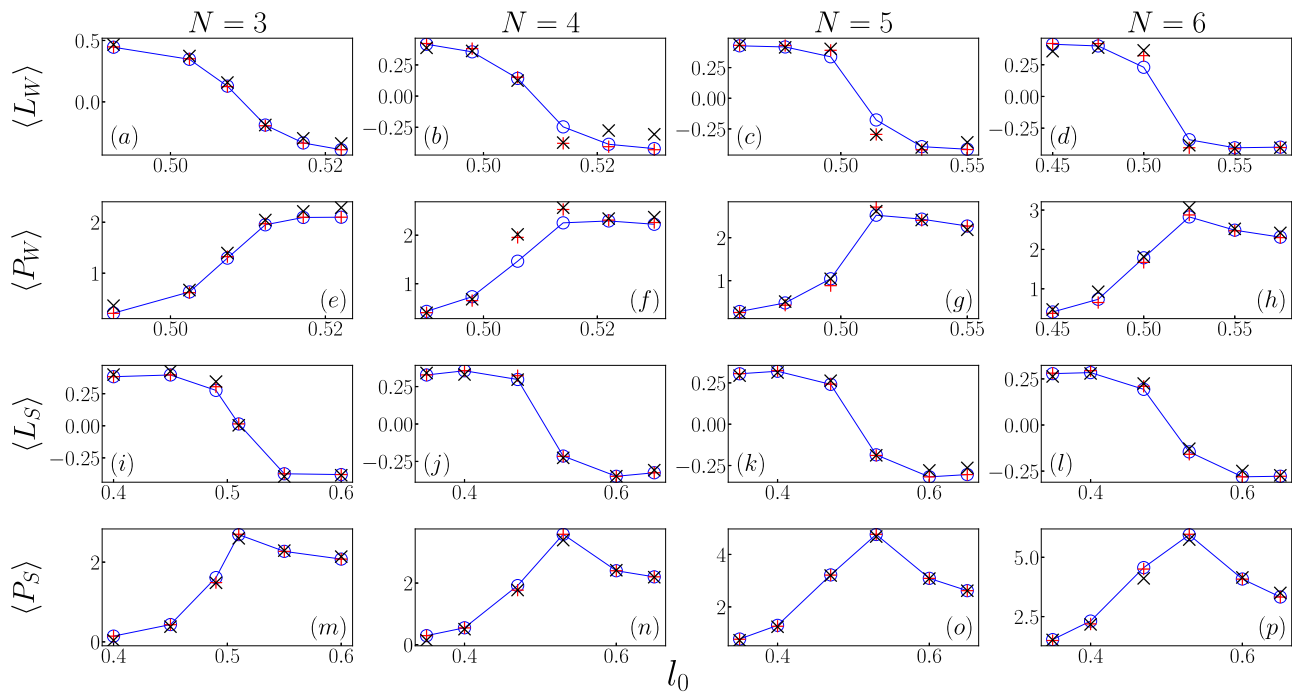 N = 3 N = 4 N = 5 N = 6
⟨L_W⟩
0.5
0.0
(a)
0.50 0.52
0.25
0.00
−0.25
(b)
0.50 0.52
0.25
0.00
−0.25
(c)
0.50 0.55
0.25
0.00
−0.25
(d)
0.45 0.50 0.55
⟨P_W⟩
2
1
(e)
0.50 0.52
2
1
(f)
0.50 0.52
2
1
(g)
0.50 0.55
3
2
1
(h)
0.45 0.50 0.55
⟨L_S⟩
0.25
0.00
−0.25
(i)
0.4 0.5 0.6
0.25
0.00
−0.25
(j)
0.4 0.6
0.25
0.00
−0.25
(k)
0.4 0.6
0.25
0.00
−0.25
(l)
0.4 0.6
⟨P_S⟩
2
0
(m)
0.4 0.5 0.6
2
0
(n)
0.4 0.6
4
2
(o)
0.4 0.6
5.0
2.5
(p)
0.4 0.6
l_0